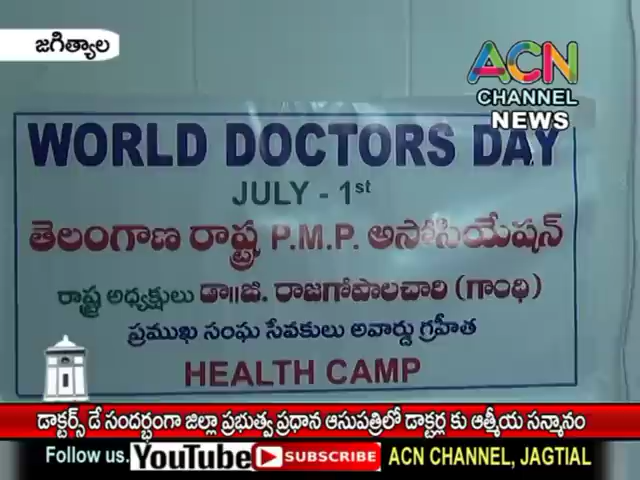 జగిత్యాల
ACN
CHANNEL
NEWS
WORLD DOCTORS DAY
JULY - 1st
తెలంగాణ రాష్ట్ర P.M.P. అసోసియేషన్
రాష్ట్ర అధ్యక్షులు డా॥జి. రాజగోపాలచారి (గాంధి)
ప్రముఖ సంఘ సేవకులు అవార్డు గ్రహీత
HEALTH CAMP
డాక్టర్స్ డే సందర్భంగా జిల్లా ప్రభుత్వ ప్రధాన ఆసుపత్రిలో డాక్టర్ల కు ఆత్మీయ సన్మానం
Follow us. YouTube SUBSCRIBE ACN CHANNEL, JAGTIAL